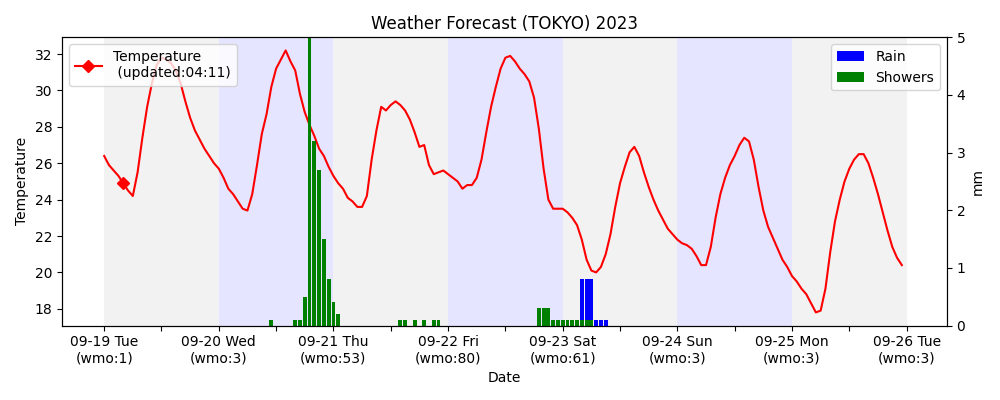 Weather Forecast (TOKYO) 2023
Temperature
(updated:04:11)
Rain
Showers
Temperature
32
30
28
26
24
22
20
18
5
4
3
2
1
0
mm
09-19 Tue
(wmo:1)
09-20 Wed
(wmo:3)
09-21 Thu
(wmo:53)
09-22 Fri
(wmo:80)
09-23 Sat
(wmo:61)
09-24 Sun
(wmo:3)
09-25 Mon
(wmo:3)
09-26 Tue
(wmo:3)
Date